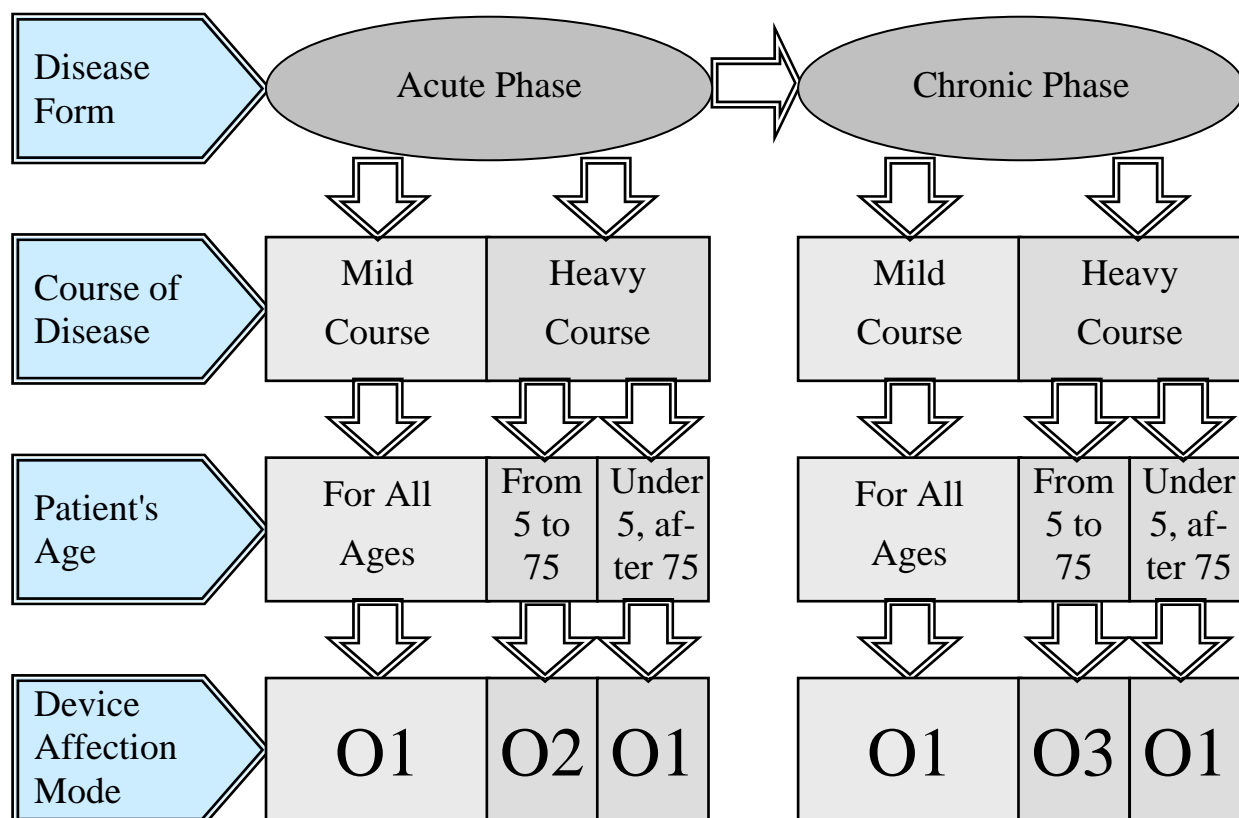 Disease
Form
Acute Phase
Chronic Phase
Course of
Disease
Mild
Course
Heavy
Course
Mild
Course
Heavy
Course
Patient's
Age
For All
Ages
From
5 to
75
Under
5, af-
ter 75
For All
Ages
From
5 to
75
Under
5, af-
ter 75
Device
Affection
Mode
O1
O2
O1
O1
O3
O1